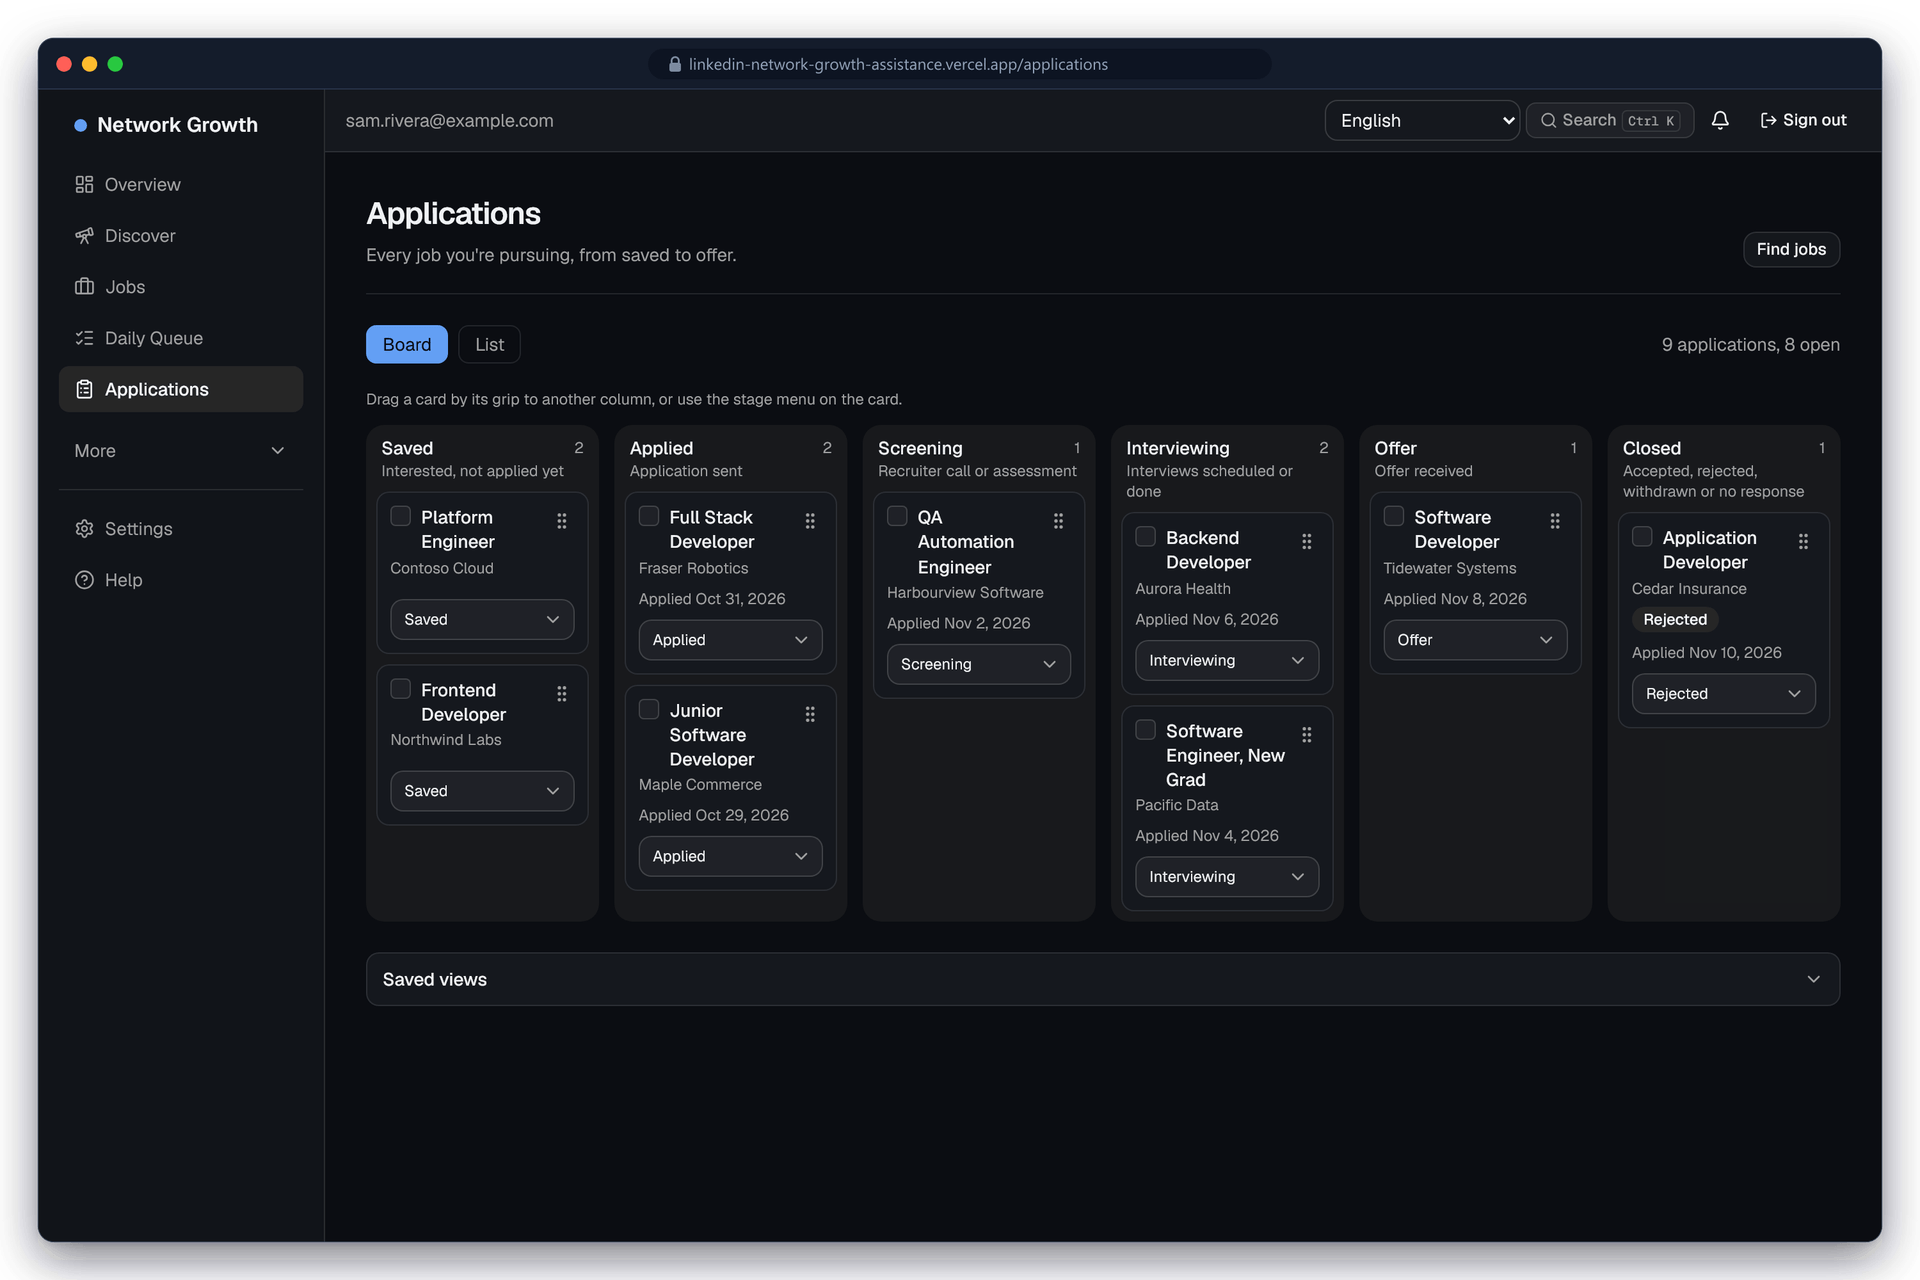 linkedin-network-growth-assistance.vercel.app/applications
Network Growth
Overview
Discover
Jobs
Daily Queue
Applications
More
Settings
Help
sam.rivera@example.com
English
Search Ctrl K
Sign out
Applications
Every job you're pursuing, from saved to offer.
Find jobs
Board
List
9 applications, 8 open
Drag a card by its grip to another column, or use the stage menu on the card.
Saved 2
Interested, not applied yet
Platform
Engineer
Contoso Cloud
Saved
Frontend
Developer
Northwind Labs
Saved
Applied 2
Application sent
Full Stack
Developer
Fraser Robotics
Applied Oct 31, 2026
Applied
Junior
Software
Developer
Maple Commerce
Applied Oct 29, 2026
Applied
Screening 1
Recruiter call or assessment
QA
Automation
Engineer
Harbourview Software
Applied Nov 2, 2026
Screening
Interviewing 2
Interviews scheduled or
done
Backend
Developer
Aurora Health
Applied Nov 6, 2026
Interviewing
Software
Engineer, New
Grad
Pacific Data
Applied Nov 4, 2026
Interviewing
Offer 1
Offer received
Software
Developer
Tidewater Systems
Applied Nov 8, 2026
Offer
Closed 1
Accepted, rejected,
withdrawn or no response
Application
Developer
Cedar Insurance
Rejected
Applied Nov 10, 2026
Rejected
Saved views